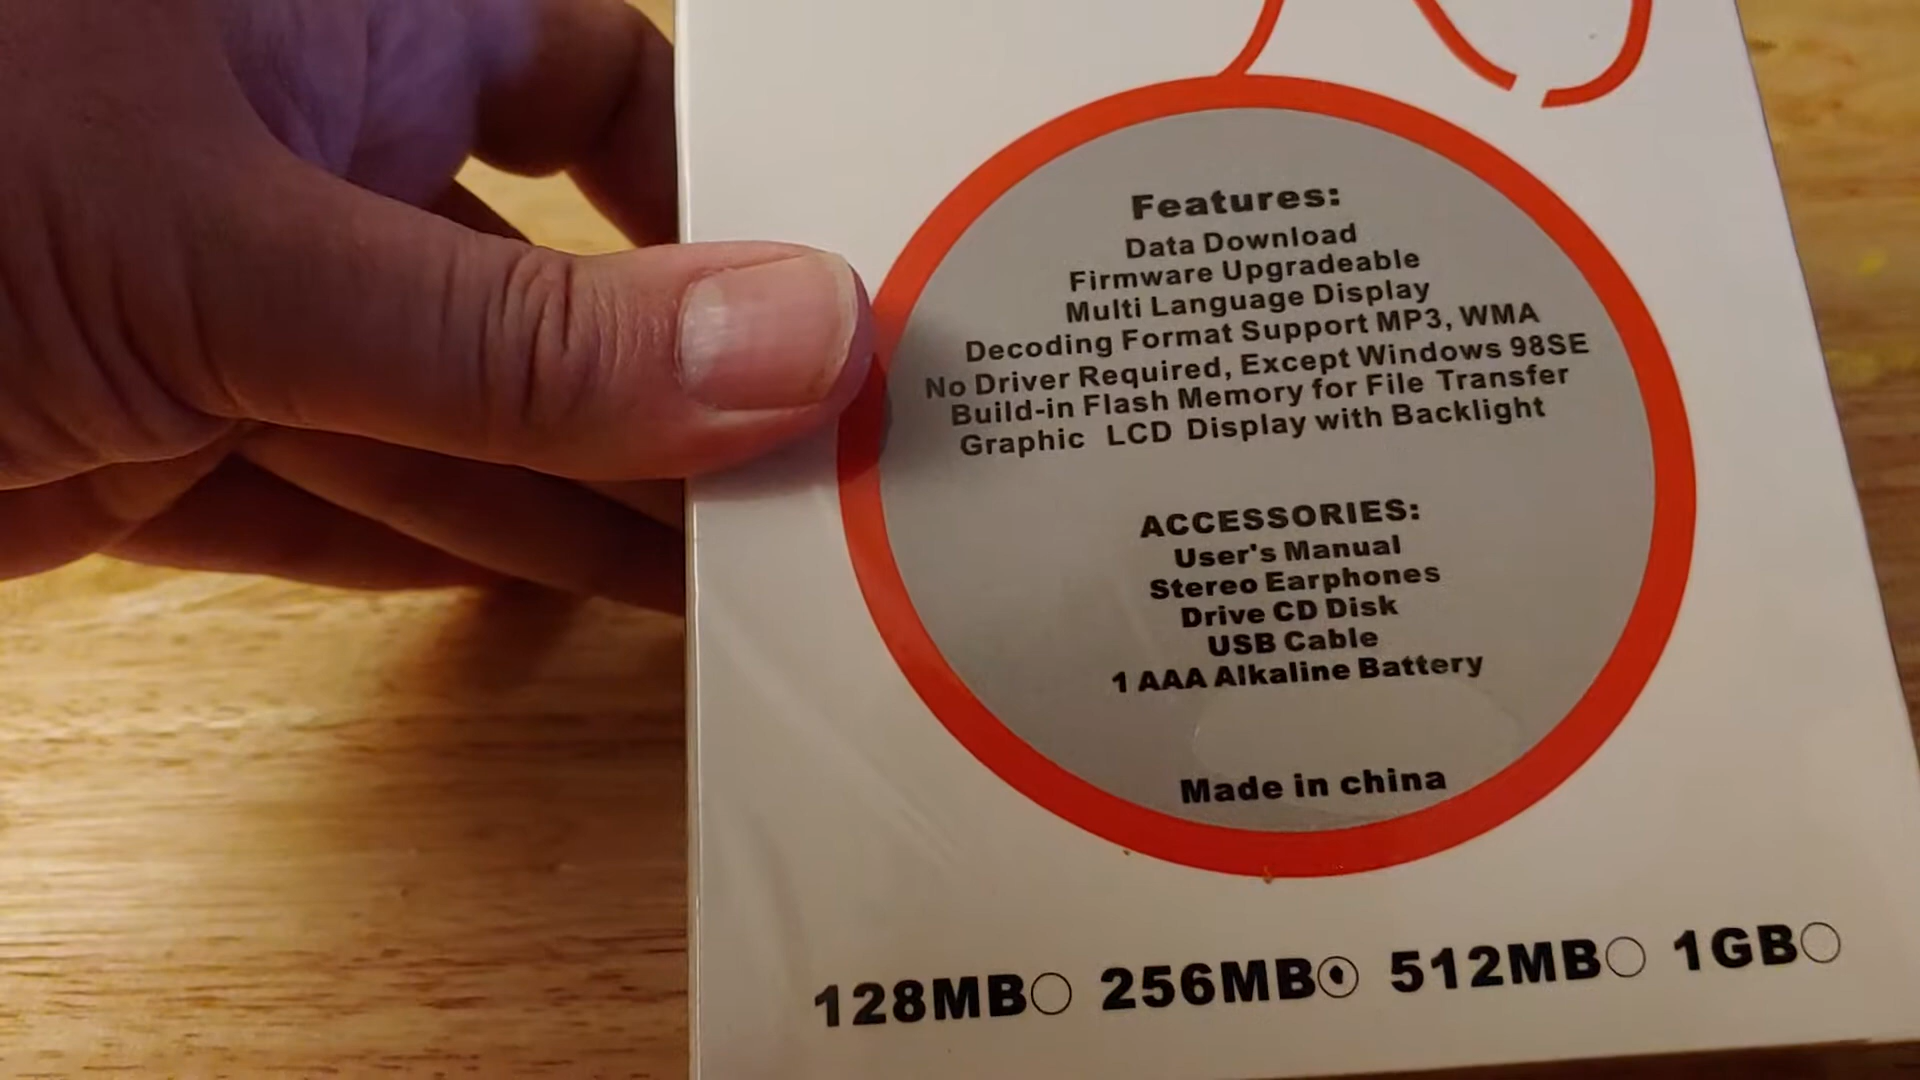 Features:
Data Download
Firmware Upgradeable
Multi Language Display
Decoding Format Support MP3, WMA
No Driver Required, Except Windows 98SE
Build-in Flash Memory for File Transfer
Graphic LCD Display with Backlight
ACCESSORIES:
User's Manual
Stereo Earphones
Drive CD Disk
USB Cable
1 AAA Alkaline Battery
Made in china
128MB 256MB 512MB 1GB